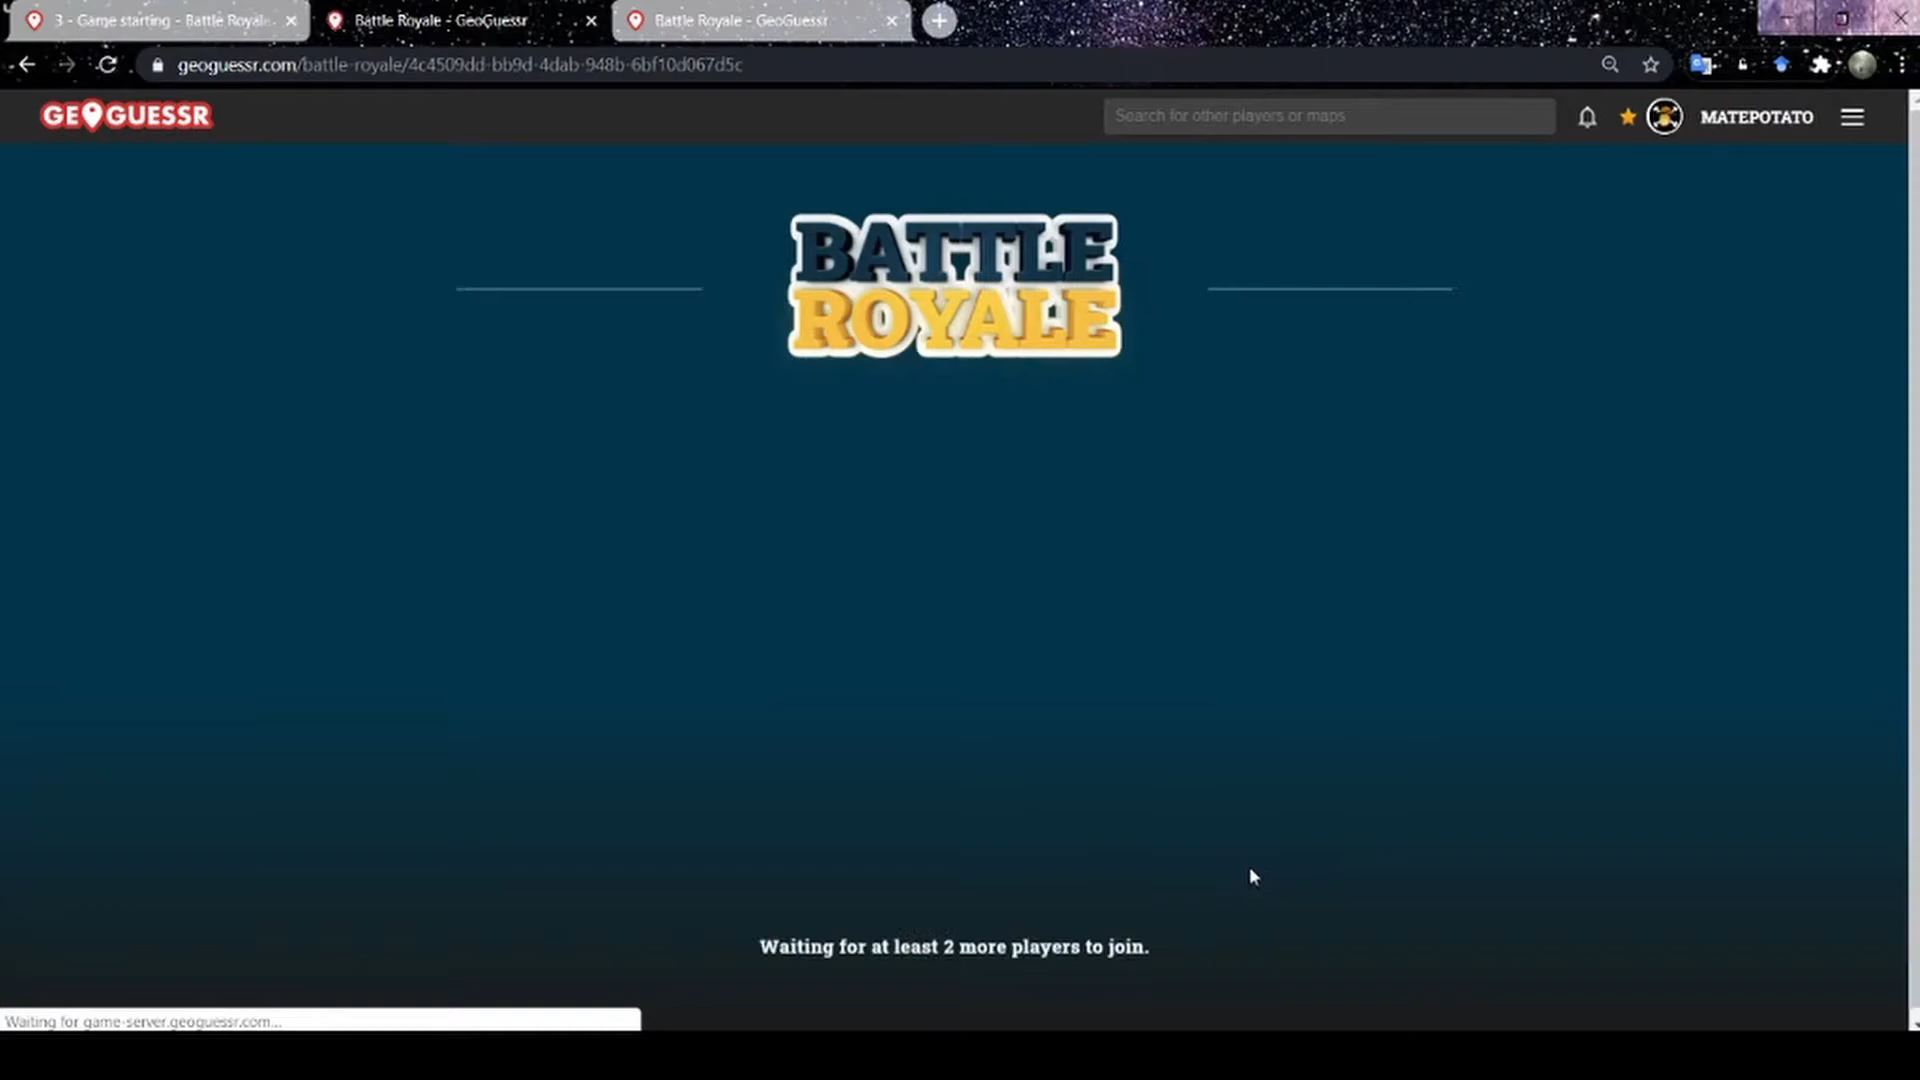 3 - Game starting - Battle Royale
Battle Royale - GeoGuessr
Battle Royale - GeoGuessr
geoguessr.com/battle-royale/4c4509dd-bb9d-4dab-948b-6bf10d067d5c
GEOGUESSR
Search for other players or maps
MATEPOTATO
BATTLE
ROYALE
Waiting for at least 2 more players to join.
Waiting for game-server.geoguessr.com...